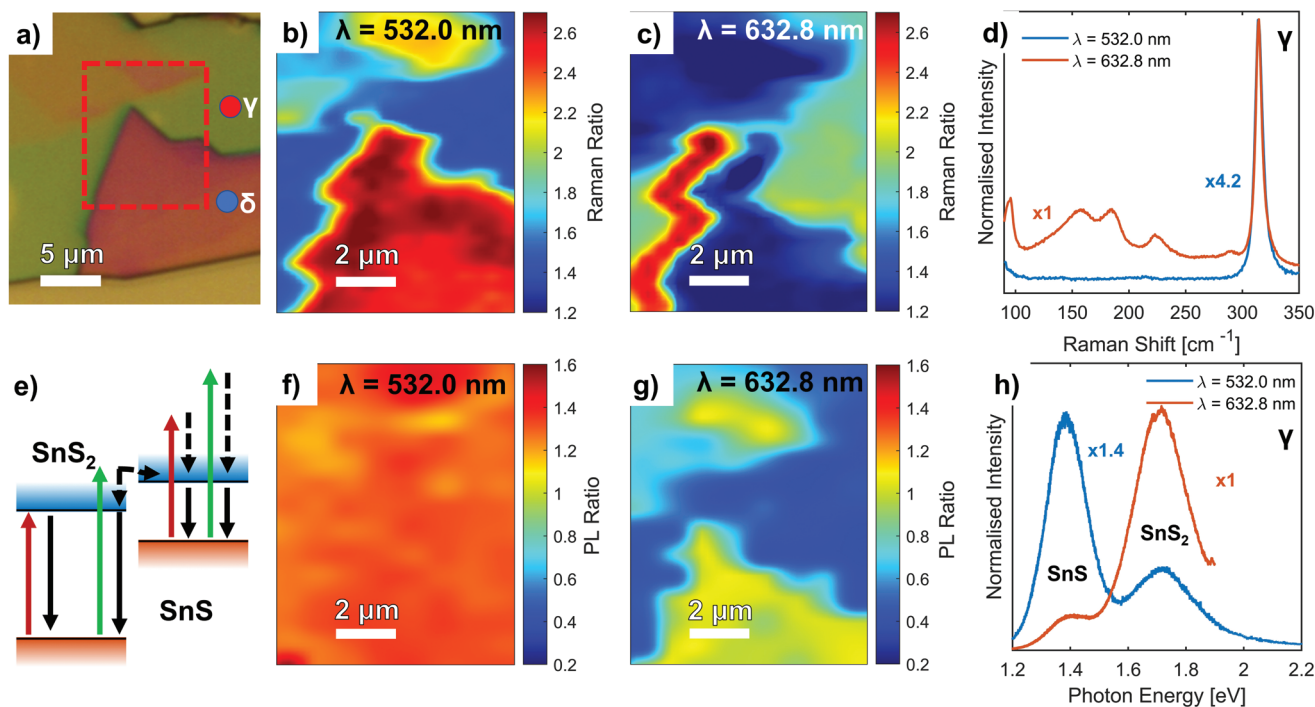 a)
γ
δ
5 μm
b)
λ = 532.0 nm
2 μm
2.6
2.4
2.2
2
1.8
1.6
1.4
1.2
Raman Ratio
c)
λ = 632.8 nm
2 μm
2.6
2.4
2.2
2
1.8
1.6
1.4
1.2
Raman Ratio
d)
λ = 532.0 nm
λ = 632.8 nm
γ
x4.2
x1
Normalised Intensity
100 150 200 250 300 350
Raman Shift [cm -1]
e)
SnS2
SnS
f)
λ = 532.0 nm
2 μm
1.6
1.4
1.2
1
0.8
0.6
0.4
0.2
PL Ratio
g)
λ = 632.8 nm
2 μm
1.6
1.4
1.2
1
0.8
0.6
0.4
0.2
PL Ratio
h)
λ = 532.0 nm
λ = 632.8 nm
γ
x1.4
x1
SnS2
SnS
Normalised Intensity
1.2 1.4 1.6 1.8 2 2.2
Photon Energy [eV]